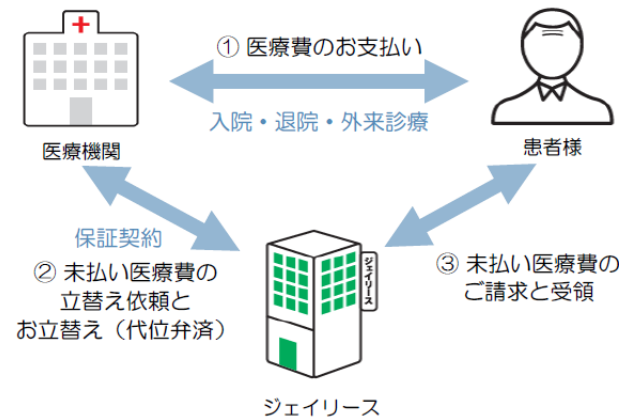 ① 医療費のお支払い
入院・退院・外来診療
医療機関
患者様
保証契約
② 未払い医療費の
立替え依頼と
お立替え（代位弁済）
ジェイリース
③ 未払い医療費の
ご請求と受領
ジェイリース